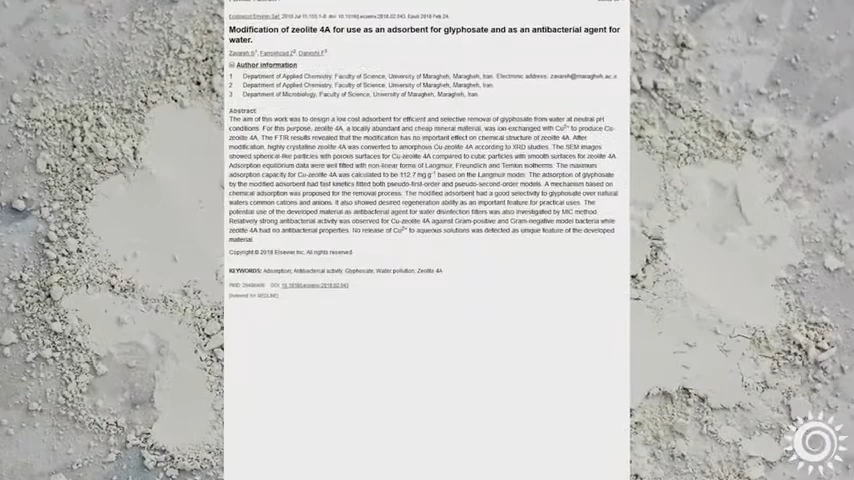 Ecotoxicol Environ Saf. 2018 Jul 15;155:1-8. doi: 10.1016/j.ecoenv.2018.02.043. Epub 2018 Feb 24.
Modification of zeolite 4A for use as an adsorbent for glyphosate and as an antibacterial agent for
water.
Zavareh S1, Farrokhzad Z2, Darvishi F3.
Author information
1 Department of Applied Chemistry, Faculty of Science, University of Maragheh, Maragheh, Iran. Electronic address: zavareh@maragheh.ac.ir
2 Department of Applied Chemistry, Faculty of Science, University of Maragheh, Maragheh, Iran.
3 Department of Microbiology, Faculty of Science, University of Maragheh, Maragheh, Iran.
Abstract
The aim of this work was to design a low cost adsorbent for efficient and selective removal of glyphosate from water at neutral pH
conditions. For this purpose, zeolite 4A, a locally abundant and cheap mineral material, was ion-exchanged with Cu2+ to produce Cu-
zeolite 4A. The FTIR results revealed that the modification has no important effect on chemical structure of zeolite 4A. After
modification, highly crystalline zeolite 4A was converted to amorphous Cu-zeolite 4A according to XRD studies. The SEM images
showed spherical-like particles with porous surfaces for Cu-zeolite 4A compared to cubic particles with smooth surfaces for zeolite 4A.
Adsorption equilibrium data were well fitted with non-linear forms of Langmuir, Freundlich and Temkin isotherms. The maximum
adsorption capacity for Cu-zeolite 4A was calculated to be 112.7 mg g-1 based on the Langmuir model. The adsorption of glyphosate
by the modified adsorbent had fast kinetics fitted both pseudo-first-order and pseudo-second-order models. A mechanism based on
chemical adsorption was proposed for the removal process. The modified adsorbent had a good selectivity to glyphosate over natural
waters common cations and anions. It also showed desired regeneration ability as an important feature for practical uses. The
potential use of the developed material as antibacterial agent for water disinfection filters was also investigated by MIC method.
Relatively strong antibacterial activity was observed for Cu-zeolite 4A against Gram-positive and Gram-negative model bacteria while
zeolite 4A had no antibacterial properties. No release of Cu2+ to aqueous solutions was detected as unique feature of the developed
material.
Copyright © 2018 Elsevier Inc. All rights reserved.
KEYWORDS: Adsorption; Antibacterial activity; Glyphosate; Water pollution; Zeolite 4A
PMID: DOI: 10.1016/j.ecoenv.2018.02.043
[Indexed for MEDLINE]